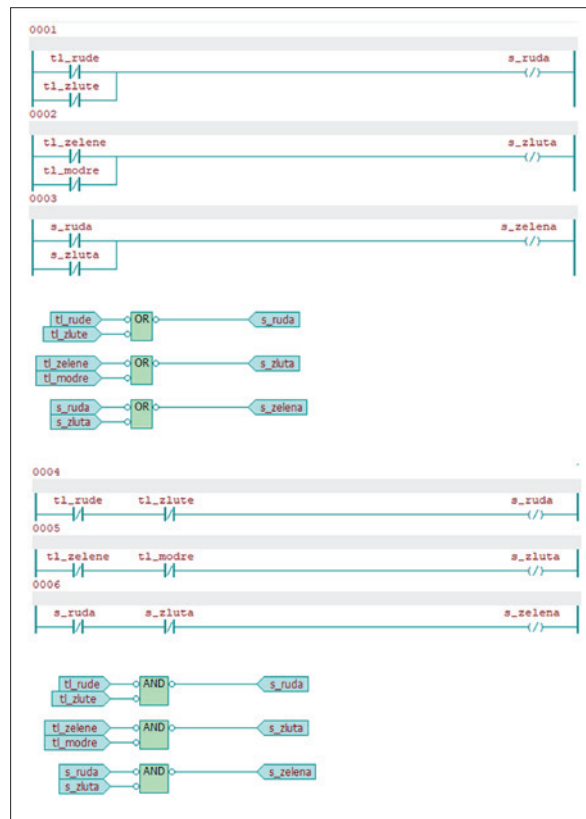 0001
tl_rude s_ruda
tl_zlute
0002
tl_zelene s_zluta
tl_modre
0003
s_ruda s_zelena
s_zluta
tl_rude OR s_ruda
tl_zlute
tl_zelene OR s_zluta
tl_modre
s_ruda OR s_zelena
s_zluta
0004
tl_rude tl_zlute s_ruda
0005
tl_zelene tl_modre s_zluta
0006
s_ruda s_zluta s_zelena
tl_rude AND s_ruda
tl_zlute
tl_zelene AND s_zluta
tl_modre
s_ruda AND s_zelena
s_zluta